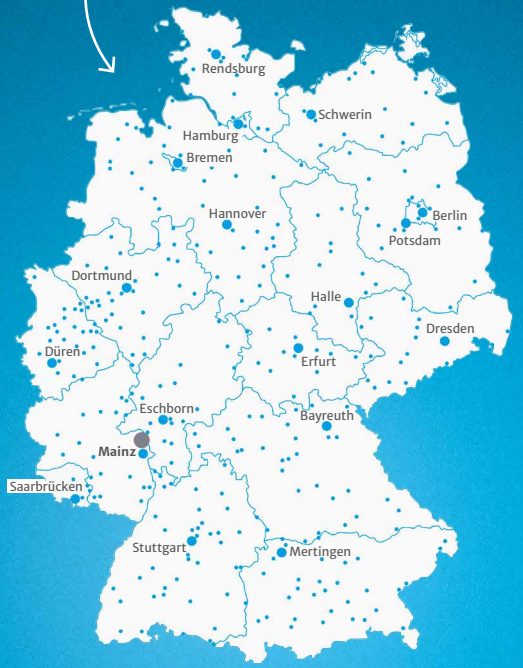 Rendsburg
Schwerin
Hamburg
Bremen
Hannover
Berlin
Potsdam
Dortmund
Halle
Dresden
Düren
Erfurt
Eschborn
Bayreuth
Mainz
Saarbrücken
Stuttgart
Mertingen